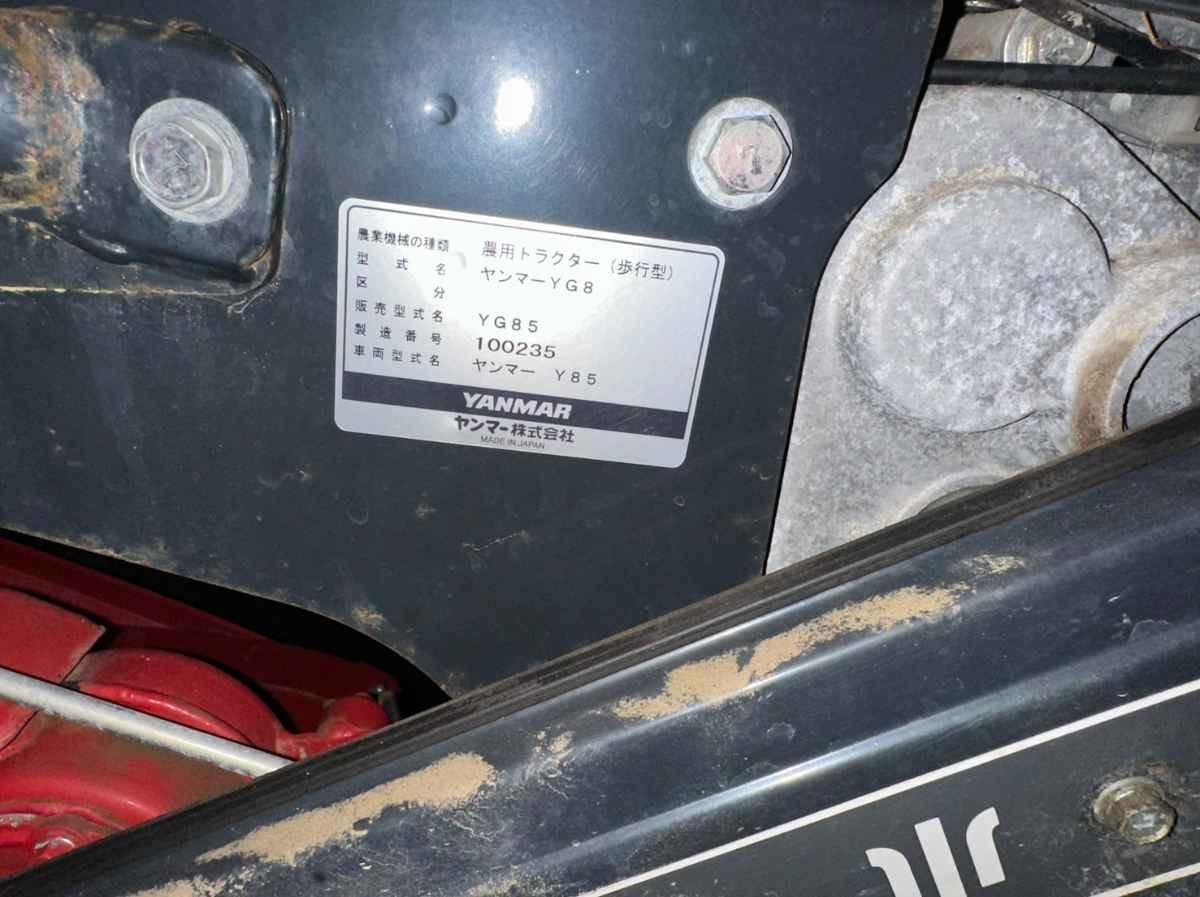 農業機械の種類 農用トラクター(歩行型)
型式名 ヤンマーYG8
区分
販売型式名 YG85
製造番号 100235
車両型式名 ヤンマー Y85
YANMAR
ヤンマー株式会社
MADE IN JAPAN